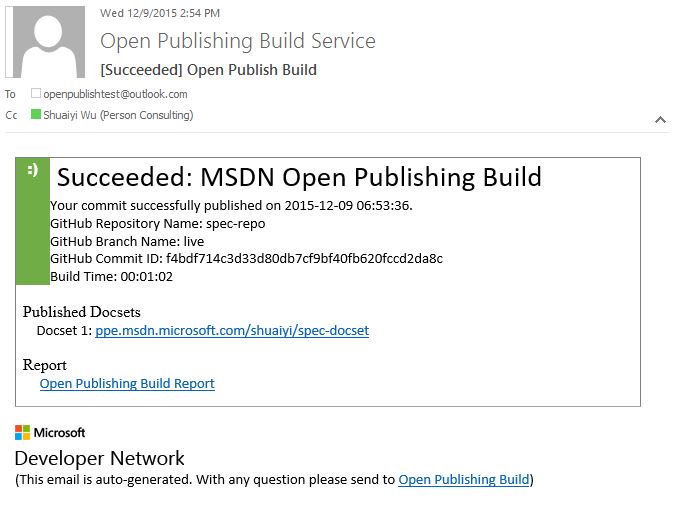 Wed 12/9/2015 2:54 PM
Open Publishing Build Service
[Succeeded] Open Publish Build
To openpublishtest@outlook.com
Cc Shuaiyi Wu (Person Consulting)
:) Succeeded: MSDN Open Publishing Build
Your commit successfully published on 2015-12-09 06:53:36.
GitHub Repository Name: spec-repo
GitHub Branch Name: live
GitHub Commit ID: f4bdf714c3d33d80db7cf9bf40fb620fccd2da8c
Build Time: 00:01:02
Published Docsets
Docset 1: ppe.msdn.microsoft.com/shuaiyi/spec-docset
Report
Open Publishing Build Report
Microsoft
Developer Network
(This email is auto-generated. With any question please send to Open Publishing Build)